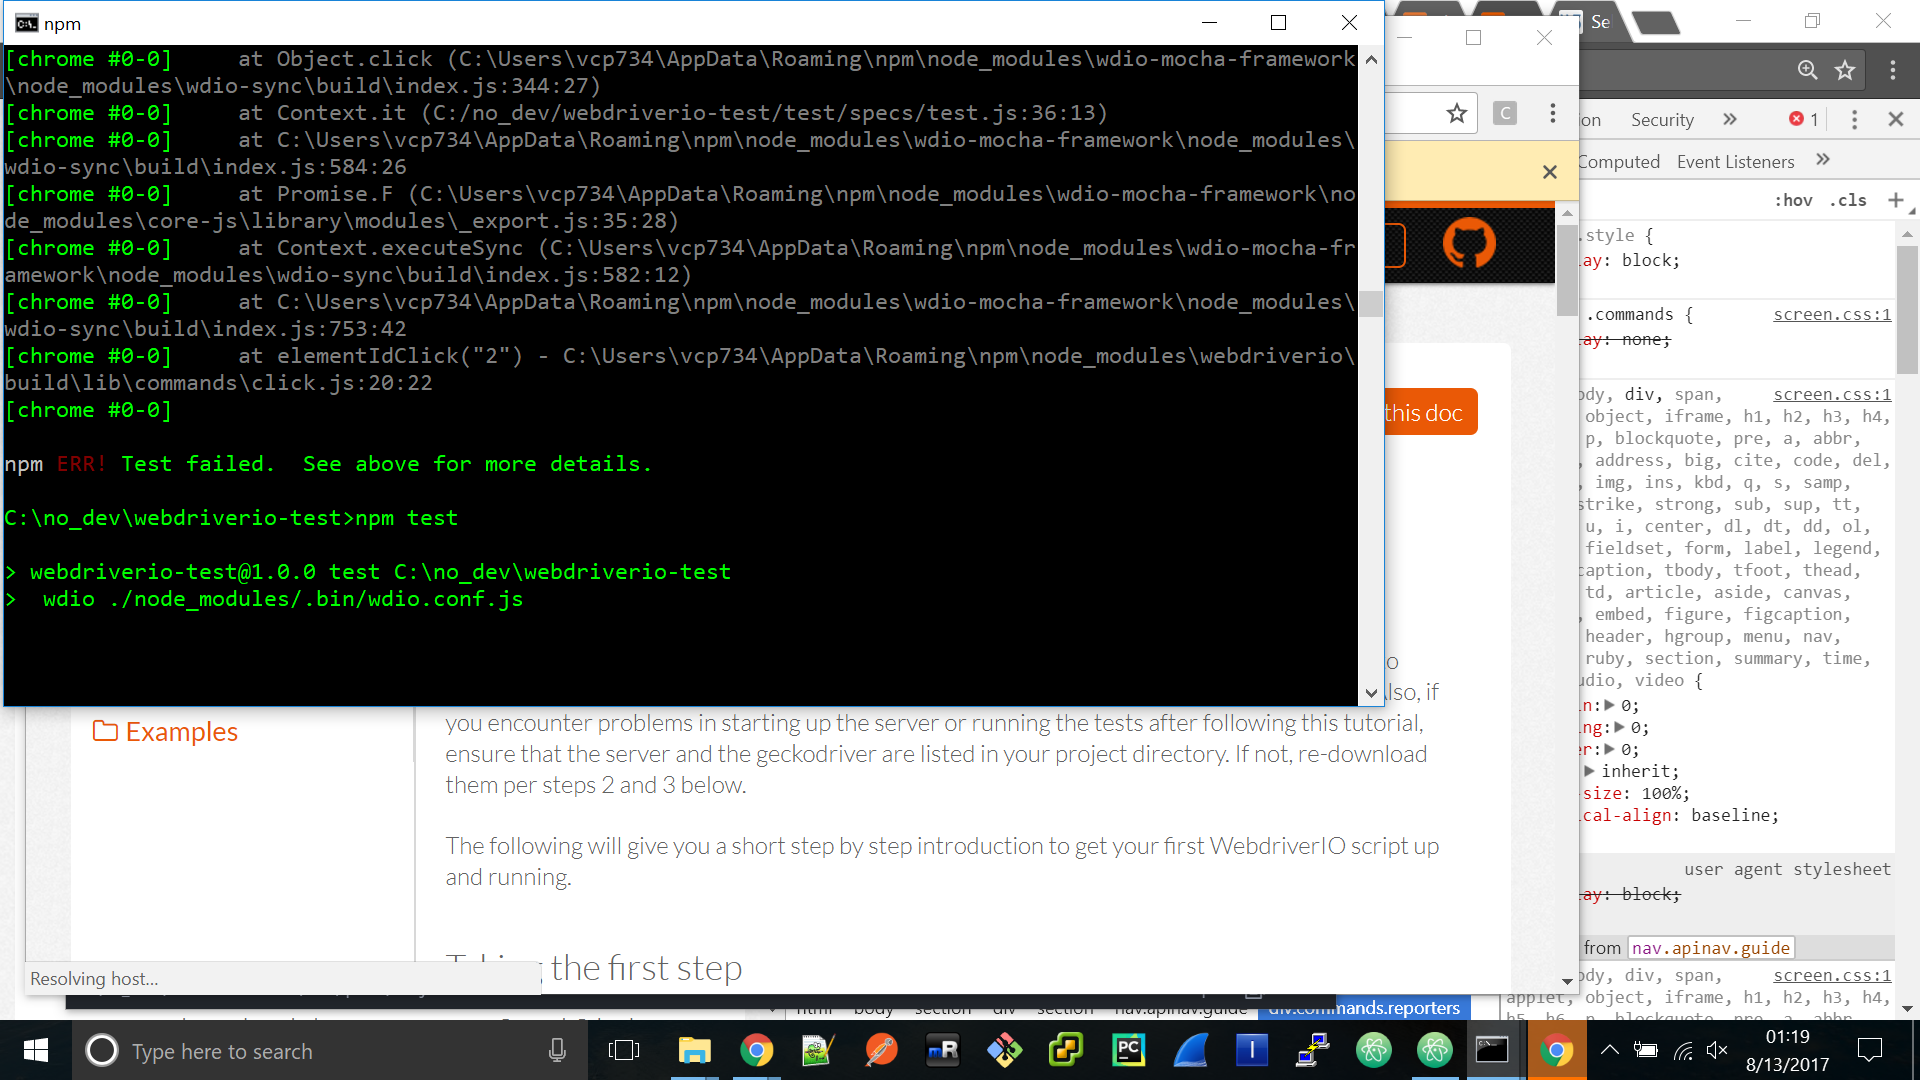 npm
[chrome #0-0]     at Object.click (C:\Users\vcp734\AppData\Roaming\npm\node_modules\wdio-mocha-framework
\node_modules\wdio-sync\build\index.js:344:27)
[chrome #0-0]     at Context.it (C:/no_dev/webdriverio-test/test/specs/test.js:36:13)
[chrome #0-0]     at C:\Users\vcp734\AppData\Roaming\npm\node_modules\wdio-mocha-framework\node_modules\
wdio-sync\build\index.js:584:26
[chrome #0-0]     at Promise.F (C:\Users\vcp734\AppData\Roaming\npm\node_modules\wdio-mocha-framework\no
de_modules\core-js\library\modules\_export.js:35:28)
[chrome #0-0]     at Context.executeSync (C:\Users\vcp734\AppData\Roaming\npm\node_modules\wdio-mocha-fr
amework\node_modules\wdio-sync\build\index.js:582:12)
[chrome #0-0]     at C:\Users\vcp734\AppData\Roaming\npm\node_modules\wdio-mocha-framework\node_modules\
wdio-sync\build\index.js:753:42
[chrome #0-0]     at elementIdClick("2") - C:\Users\vcp734\AppData\Roaming\npm\node_modules\webdriverio\
build\lib\commands\click.js:20:22
[chrome #0-0]
npm ERR! Test failed.  See above for more details.
C:\no_dev\webdriverio-test>npm test
> webdriverio-test@1.0.0 test C:\no_dev\webdriverio-test
>  wdio ./node_modules/.bin/wdio.conf.js
this doc
o
lso, if
Examples
you encounter problems in starting up the server or running the tests after following this tutorial,
ensure that the server and the geckodriver are listed in your project directory. If not, re-download
them per steps 2 and 3 below.
The following will give you a short step by step introduction to get your first WebdriverIO script up
and running.
the first step
Resolving host...
Se
on Security » 1
Computed Event Listeners »
:hov .cls +
.style {
ay: block;
.commands { screen.css:1
ay: none;
ody, div, span, screen.css:1
object, iframe, h1, h2, h3, h4,
p, blockquote, pre, a, abbr,
, address, big, cite, code, del,
, img, ins, kbd, q, s, samp,
strike, strong, sub, sup, tt,
u, i, center, dl, dt, dd, ol,
fieldset, form, label, legend,
caption, tbody, tfoot, thead,
td, article, aside, canvas,
, embed, figure, figcaption,
header, hgroup, menu, nav,
ruby, section, summary, time,
udio, video {
in: 0;
ng: 0;
er: 0;
inherit;
size: 100%;
cal-align: baseline;
user agent stylesheet
ay: block;
from nav.apinav.guide
ody, div, span, screen.css:1
applet, object, iframe, h1, h2, h3, h4,
h5, h6, p, blockquote, pre, a, abbr,
html body section div section nav.apinav.guide div.commands.reporters
Type here to search
mR
PC
01:19
8/13/2017